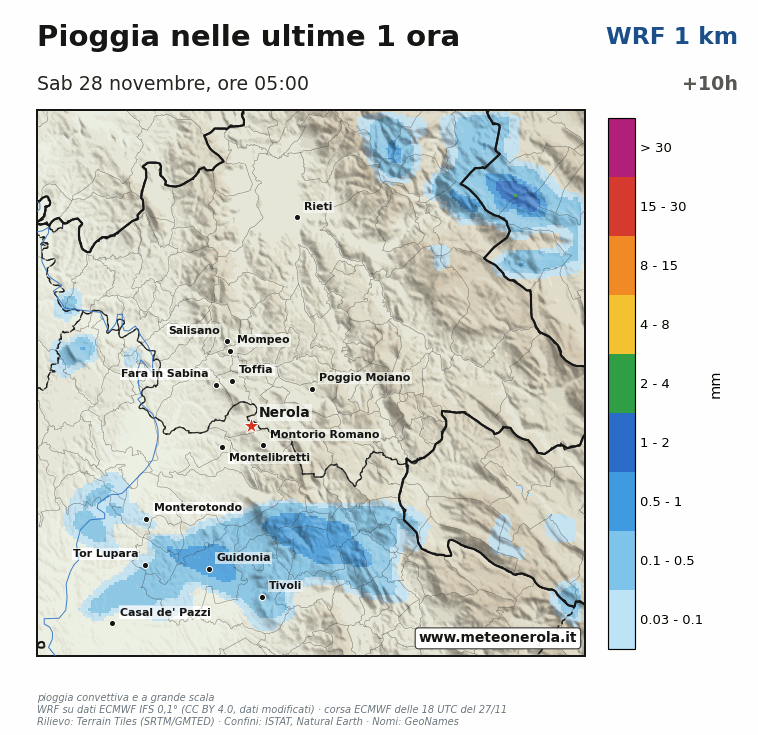 Pioggia nelle ultime 1 ora
WRF 1 km
Sab 28 novembre, ore 05:00
+10h
Rieti
Salisano
Mompeo
Toffia
Fara in Sabina
Poggio Moiano
Nerola
Montorio Romano
Montelibretti
Monterotondo
Tor Lupara
Guidonia
Tivoli
Casal de' Pazzi
www.meteonerola.it
> 30
15 - 30
8 - 15
4 - 8
2 - 4
1 - 2
0.5 - 1
0.1 - 0.5
0.03 - 0.1
mm
pioggia convettiva e a grande scala
WRF su dati ECMWF IFS 0,1° (CC BY 4.0, dati modificati) · corsa ECMWF delle 18 UTC del 27/11
Rilievo: Terrain Tiles (SRTM/GMTED) · Confini: ISTAT, Natural Earth · Nomi: GeoNames